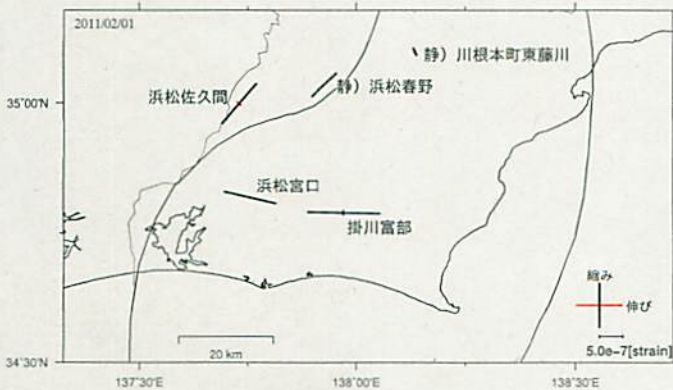 2011/02/01
静）川根本町東藤川
浜松佐久間
静）浜松春野
35°00'N
浜松宮口
掛川富部
縮み
伸び
5.0e-7[strain]
20 km
34°30'N
137°30'E
138°00'E
138°30'E